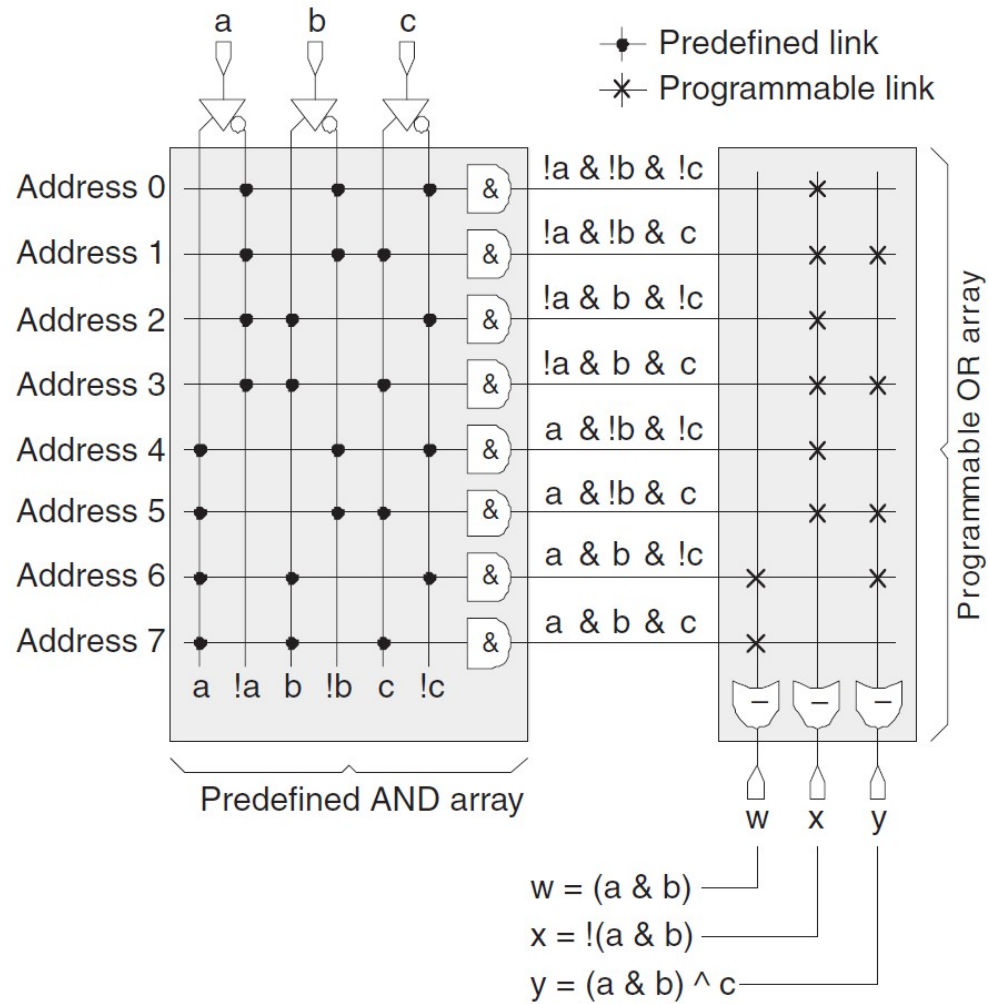 a b c
Predefined link
Programmable link
Address 0 & !a & !b & !c
Address 1 & !a & !b & c
Address 2 & !a & b & !c
Address 3 & !a & b & c
Address 4 & a & !b & !c
Address 5 & a & !b & c
Address 6 & a & b & !c
Address 7 & a & b & c
a !a b !b c !c
| | |
Predefined AND array
Programmable OR array
w x y
w = (a & b)
x = !(a & b)
y = (a & b) ^ c